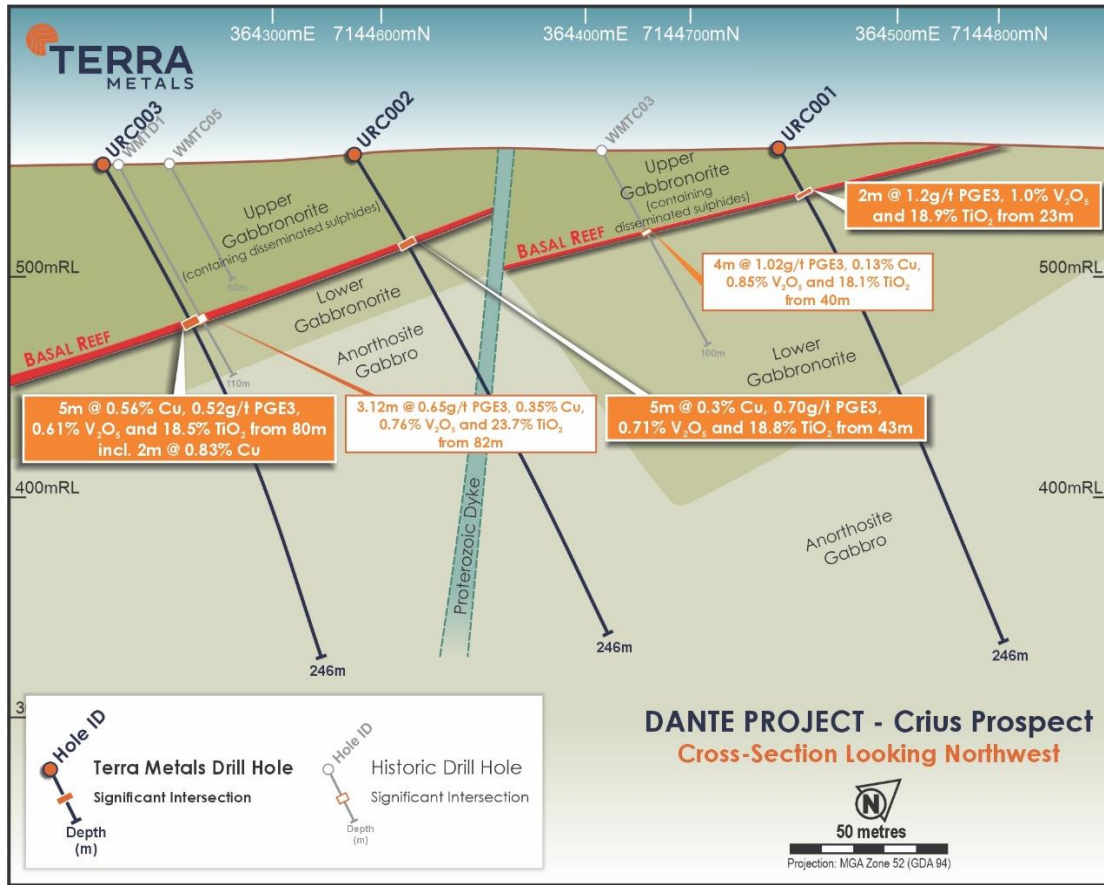 364300mE 7144600mN 364400mE 7144700mN 364500mE 7144800mN
TERRA
METALS
URC003
WMTD1
WMTC05
URC002
WMTC03
URC001
Upper
Gabbronorite
(containing disseminated sulphides)
Upper
Gabbronorite
(containing
disseminated sulphides)
2m @ 1.2g/t PGE3, 1.0% V₂O₅
and 18.9% TiO₂ from 23m
500mRL
500mRL
60m
BASAL REEF
4m @ 1.02g/t PGE3, 0.13% Cu,
0.85% V₂O₅ and 18.1% TiO₂
from 40m
Lower
Gabbronorite
BASAL REEF
Anorthosite
Gabbro
110m
100m
Lower
Gabbronorite
5m @ 0.56% Cu, 0.52g/t PGE3,
0.61% V₂O₅ and 18.5% TiO₂ from 80m
incl. 2m @ 0.83% Cu
3.12m @ 0.65g/t PGE3, 0.35% Cu,
0.76% V₂O₅ and 23.7% TiO₂
from 82m
5m @ 0.3% Cu, 0.70g/t PGE3,
0.71% V₂O₅ and 18.8% TiO₂ from 43m
400mRL
400mRL
Proterozoic Dyke
Anorthosite
Gabbro
246m
246m
246m
Hole ID
Terra Metals Drill Hole
Significant Intersection
Depth
(m)
Hole ID
Historic Drill Hole
Significant Intersection
Depth
(m)
DANTE PROJECT - Crius Prospect
Cross-Section Looking Northwest
N
50 metres
Projection: MGA Zone 52 (GDA 94)